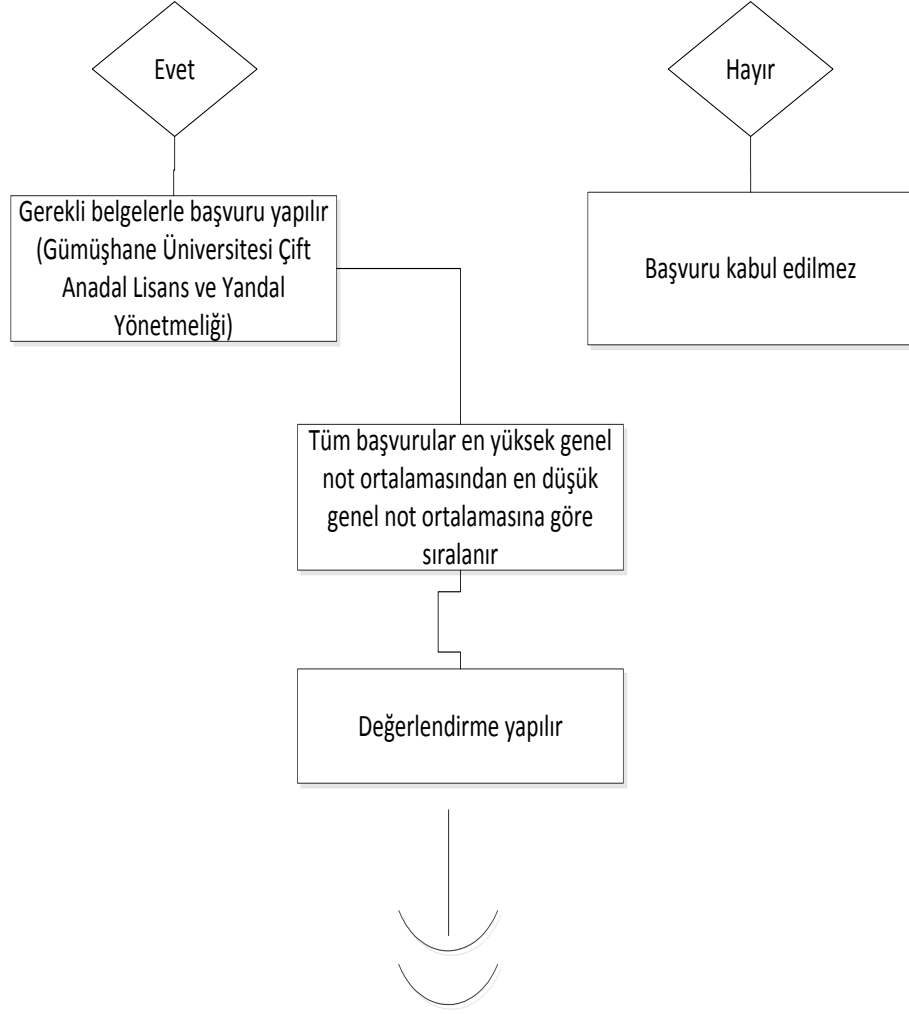 Evet
Hayır
Gerekli belgelerle başvuru yapılır
(Gümüşhane Üniversitesi Çift
Anadal Lisans ve Yandal
Yönetmeliği)
Başvuru kabul edilmez
Tüm başvurular en yüksek genel
not ortalamasından en düşük
genel not ortalamasına göre
sıralanır
Değerlendirme yapılır